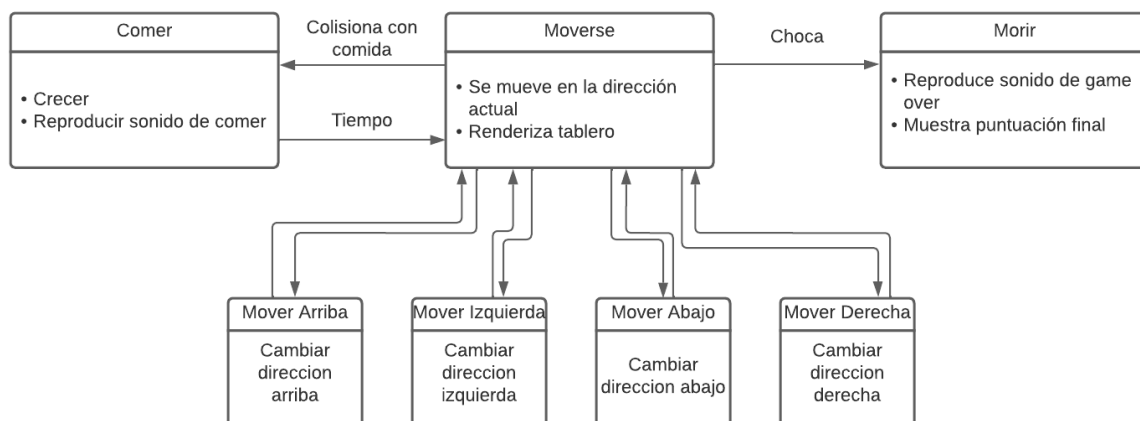 Comer
Colisiona con
comida
Moverse
Choca
Morir
• Crecer
• Reproducir sonido de comer
Tiempo
• Se mueve en la dirección
actual
• Renderiza tablero
• Reproduce sonido de game
over
• Muestra puntuación final
Mover Arriba
Cambiar
direccion
arriba
Mover Izquierda
Cambiar
direccion
izquierda
Mover Abajo
Cambiar
direccion abajo
Mover Derecha
Cambiar
direccion
derecha